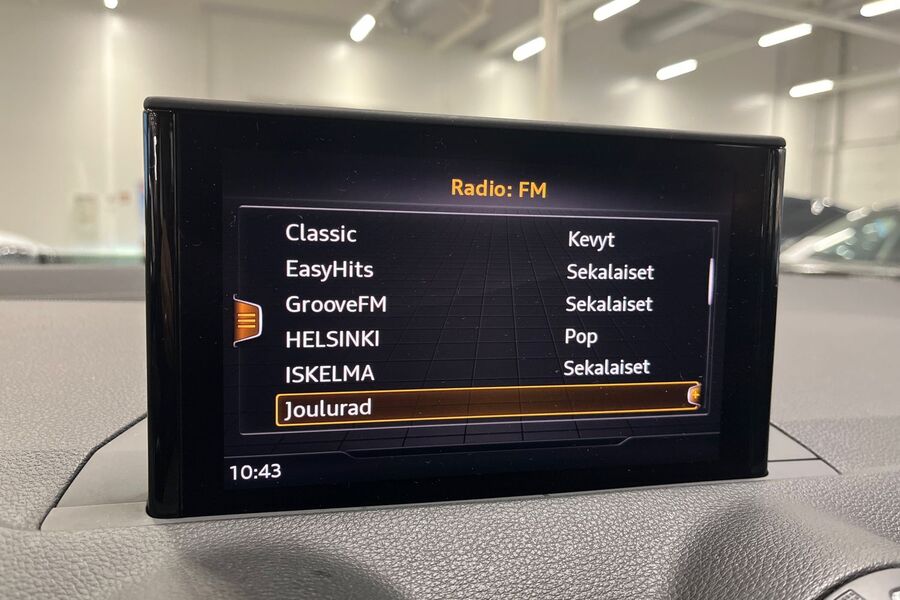 Radio: FM
Classic Kevyt
EasyHits Sekalaiset
GrooveFM Sekalaiset
HELSINKI Pop
ISKELMA Sekalaiset
Joulurad
10:43